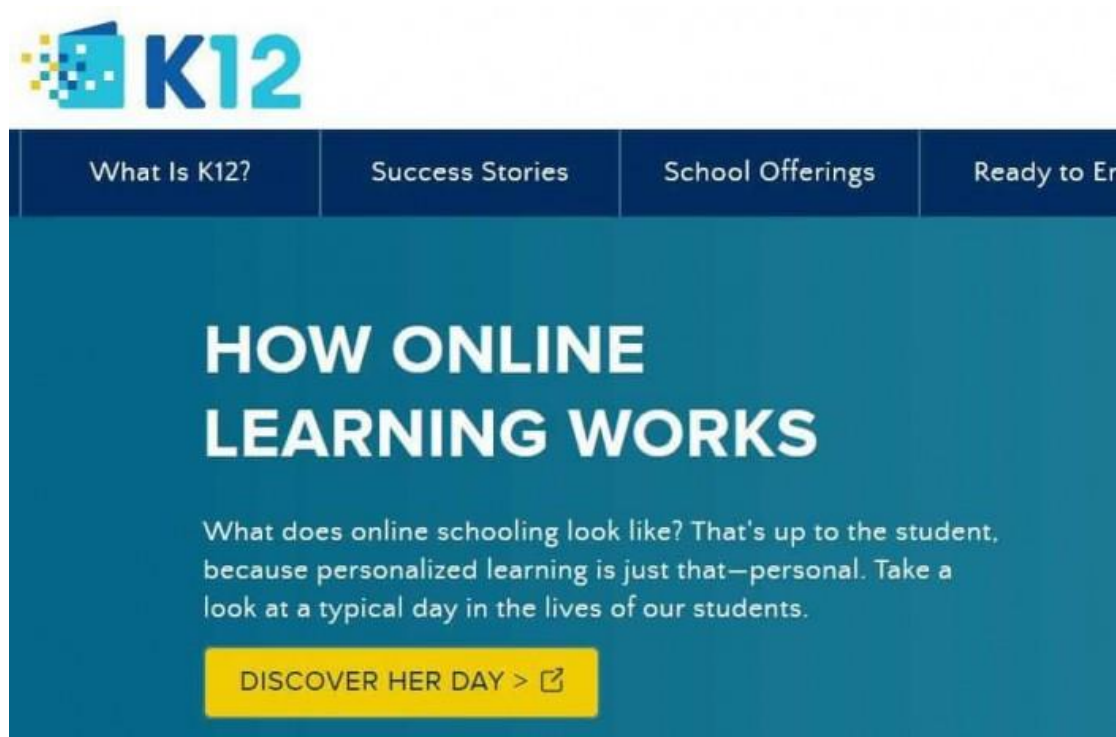 K12
What Is K12?
Success Stories
School Offerings
Ready to
HOW ONLINE
LEARNING WORKS
What does online schooling look like? That's up to the student,
because personalized learning is just that—personal. Take a
look at a typical day in the lives of our students.
DISCOVER HER DAY >